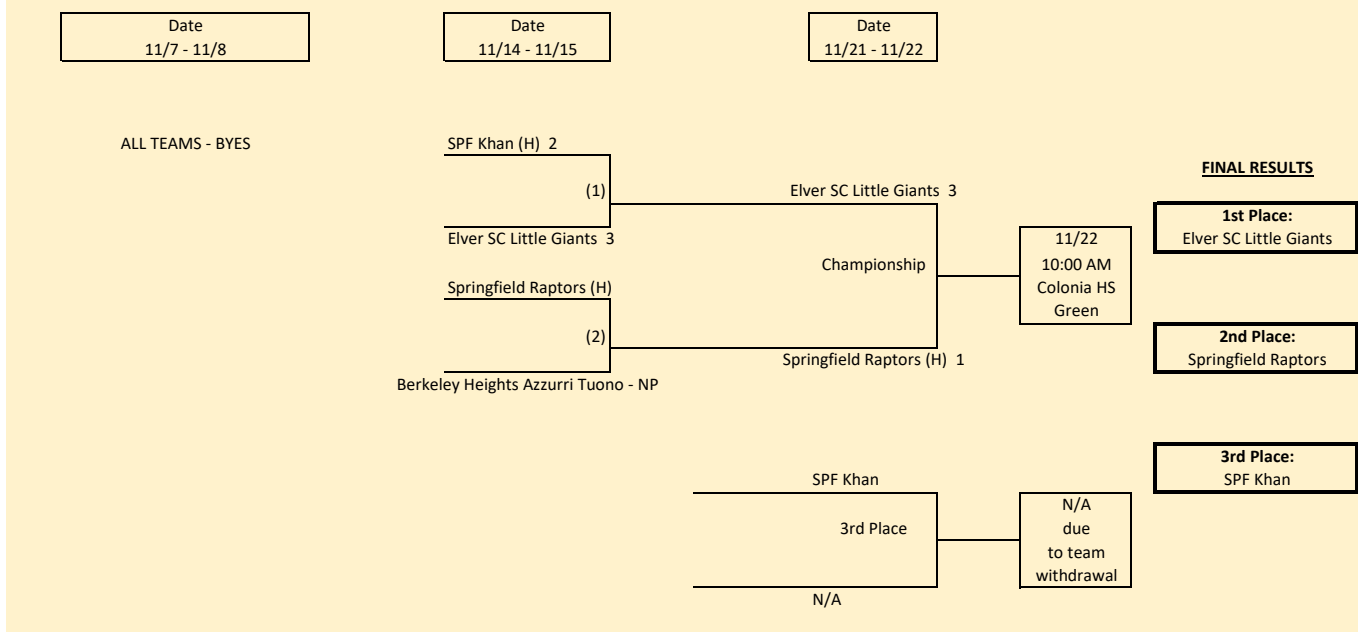 Date
11/7 - 11/8
Date
11/14 - 11/15
Date
11/21 - 11/22
ALL TEAMS - BYES
SPF Khan (H) 2
(1)
Elver SC Little Giants 3
Springfield Raptors (H)
(2)
Berkeley Heights Azzurri Tuono - NP
Elver SC Little Giants 3
Championship
Springfield Raptors (H) 1
11/22
10:00 AM
Colonia HS
Green
SPF Khan
3rd Place
N/A
N/A
due
to team
withdrawal
FINAL RESULTS
1st Place:
Elver SC Little Giants
2nd Place:
Springfield Raptors
3rd Place:
SPF Khan